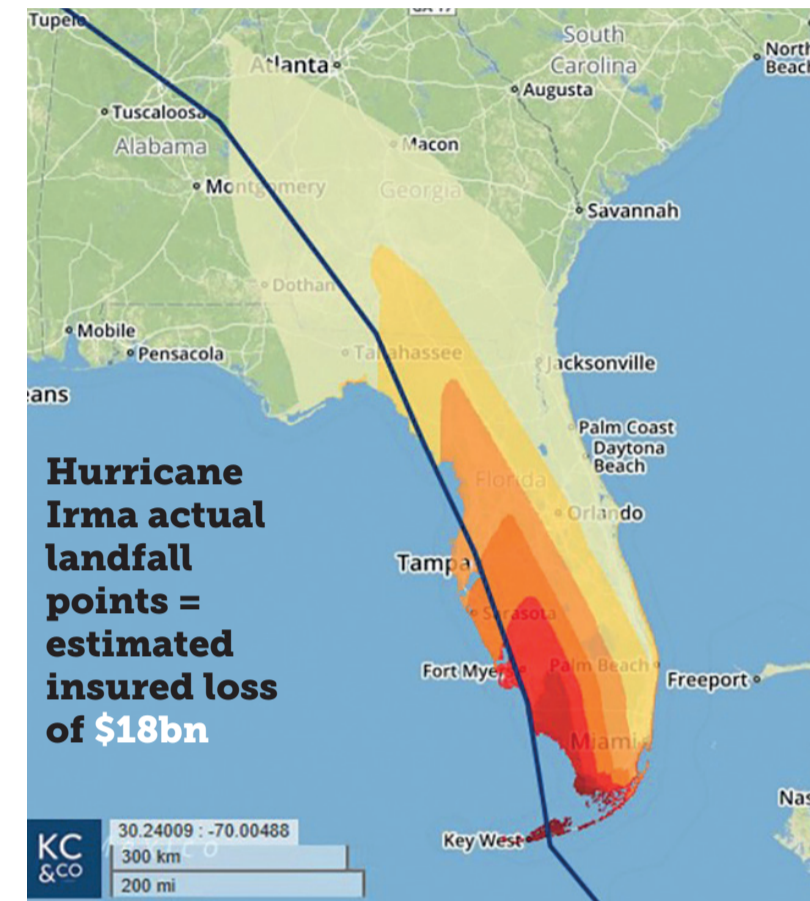 Tupelo
Atlanta
South
Carolina
North
Beach
Augusta
Tuscaloosa
Alabama
Macon
Montgomery
Georgia
Savannah
Dothan
Mobile
Pensacola
Tallahassee
Jacksonville
eans
Palm Coast
Daytona
Beach
Florida
Orlando
Hurricane
Irma actual
landfall
points =
estimated
insured loss
of $18bn
Tampa
Sarasota
Fort Myers
Palm Beach
Freeport
Miami
Nas
Key West
KC
&CO
30.24009 : -70.00488
300 km
200 mi